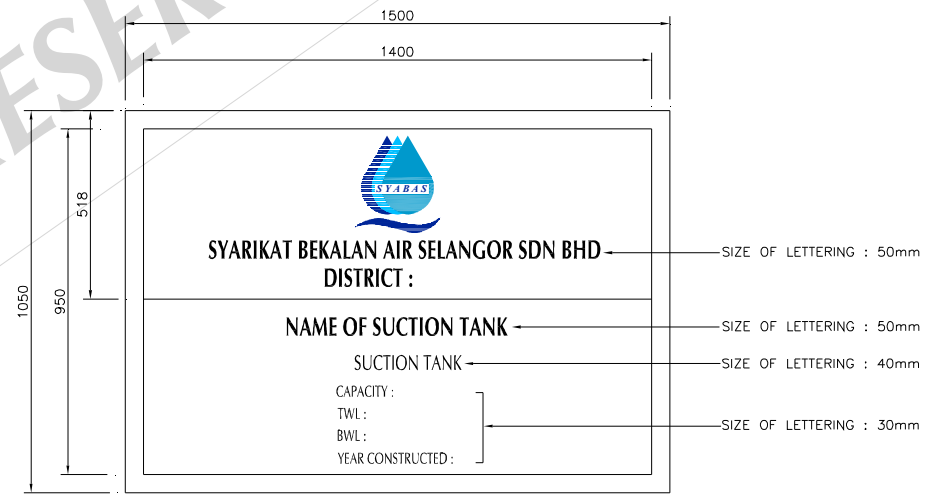 1500
1400
518
1050
950
SYABAS
SYARIKAT BEKALAN AIR SELANGOR SDN BHD
SIZE OF LETTERING : 50mm
DISTRICT :
NAME OF SUCTION TANK
SIZE OF LETTERING : 50mm
SUCTION TANK
SIZE OF LETTERING : 40mm
CAPACITY :
TWL :
BWL :
SIZE OF LETTERING : 30mm
YEAR CONSTRUCTED :